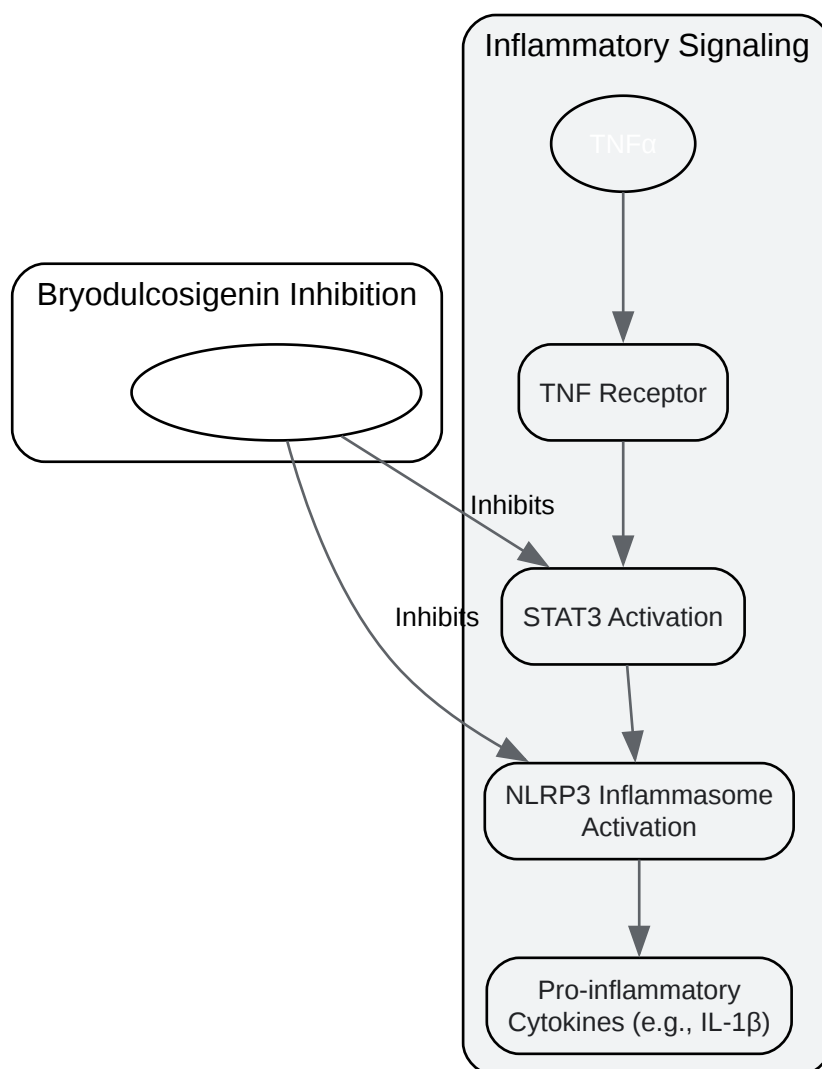 Inflammatory Signaling
TNFα
Bryodulcosigenin Inhibition
TNF Receptor
Inhibits
STAT3 Activation
Inhibits
NLRP3 Inflammasome
Activation
Pro-inflammatory
Cytokines (e.g., IL-1β)